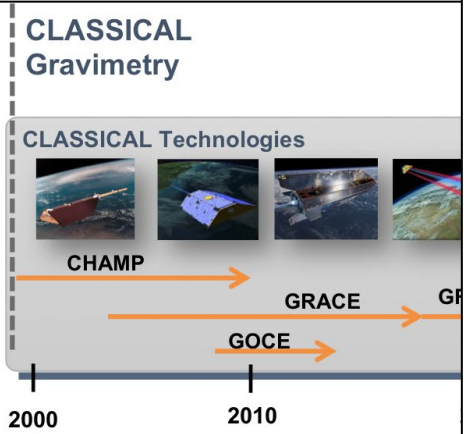 CLASSICAL
Gravimetry
CLASSICAL Technologies
CHAMP
GRACE
GOCE
2000
2010